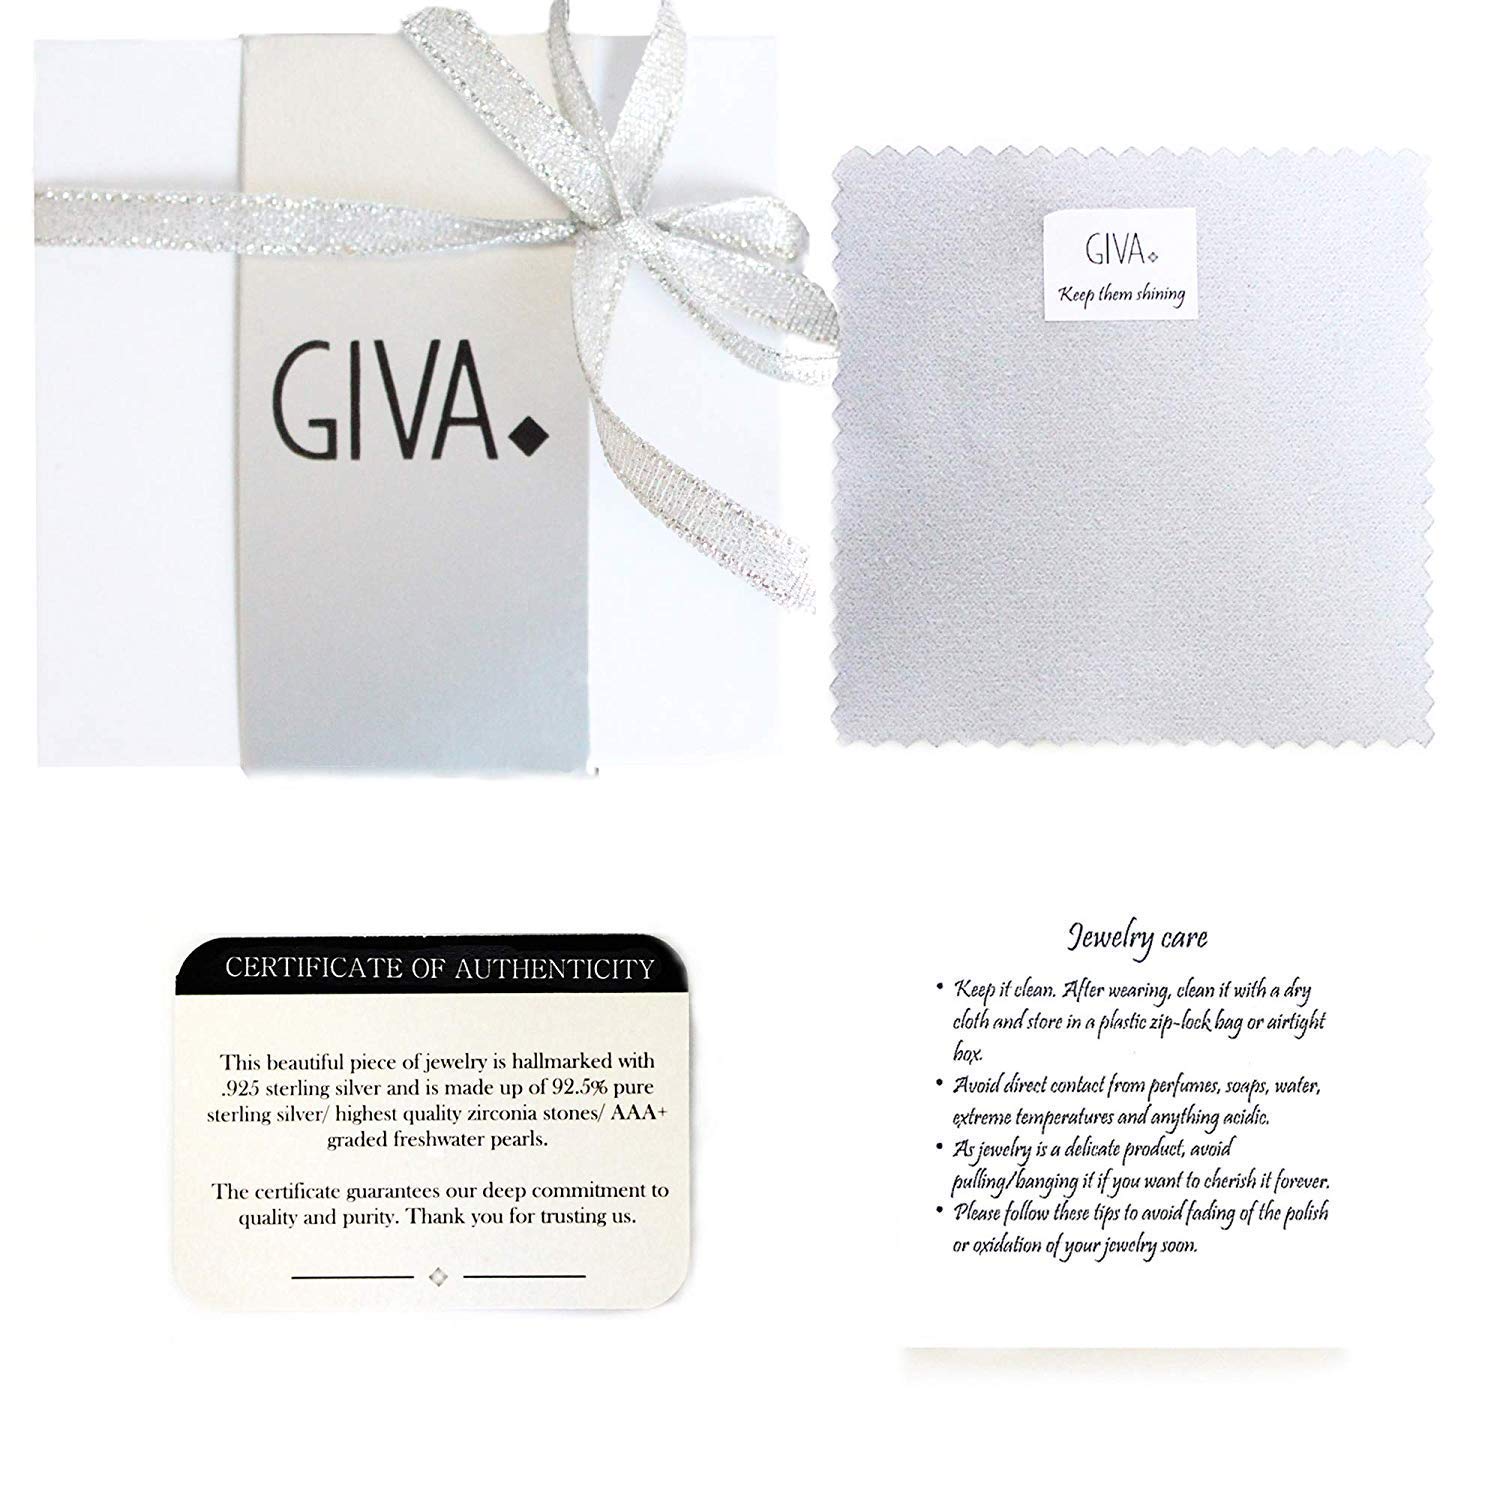 GIVA
GIVA
Keep them shining
CERTIFICATE OF AUTHENTICITY
This beautiful piece of jewelry is hallmarked with
.925 sterling silver and is made up of 92.5% pure
sterling silver/ highest quality zirconia stones/ AAA+
graded freshwater pearls.
The certificate guarantees our deep commitment to
quality and purity. Thank you for trusting us.
Jewelry care
• Keep it clean. After wearing, clean it with a dry
cloth and store in a plastic zip-lock bag or airtight
box.
• Avoid direct contact from perfumes, soaps, water,
extreme temperatures and anything acidic.
• As jewelry is a delicate product, avoid
pulling/banging it if you want to cherish it forever.
• Please follow these tips to avoid fading of the polish
or oxidation of your jewelry soon.